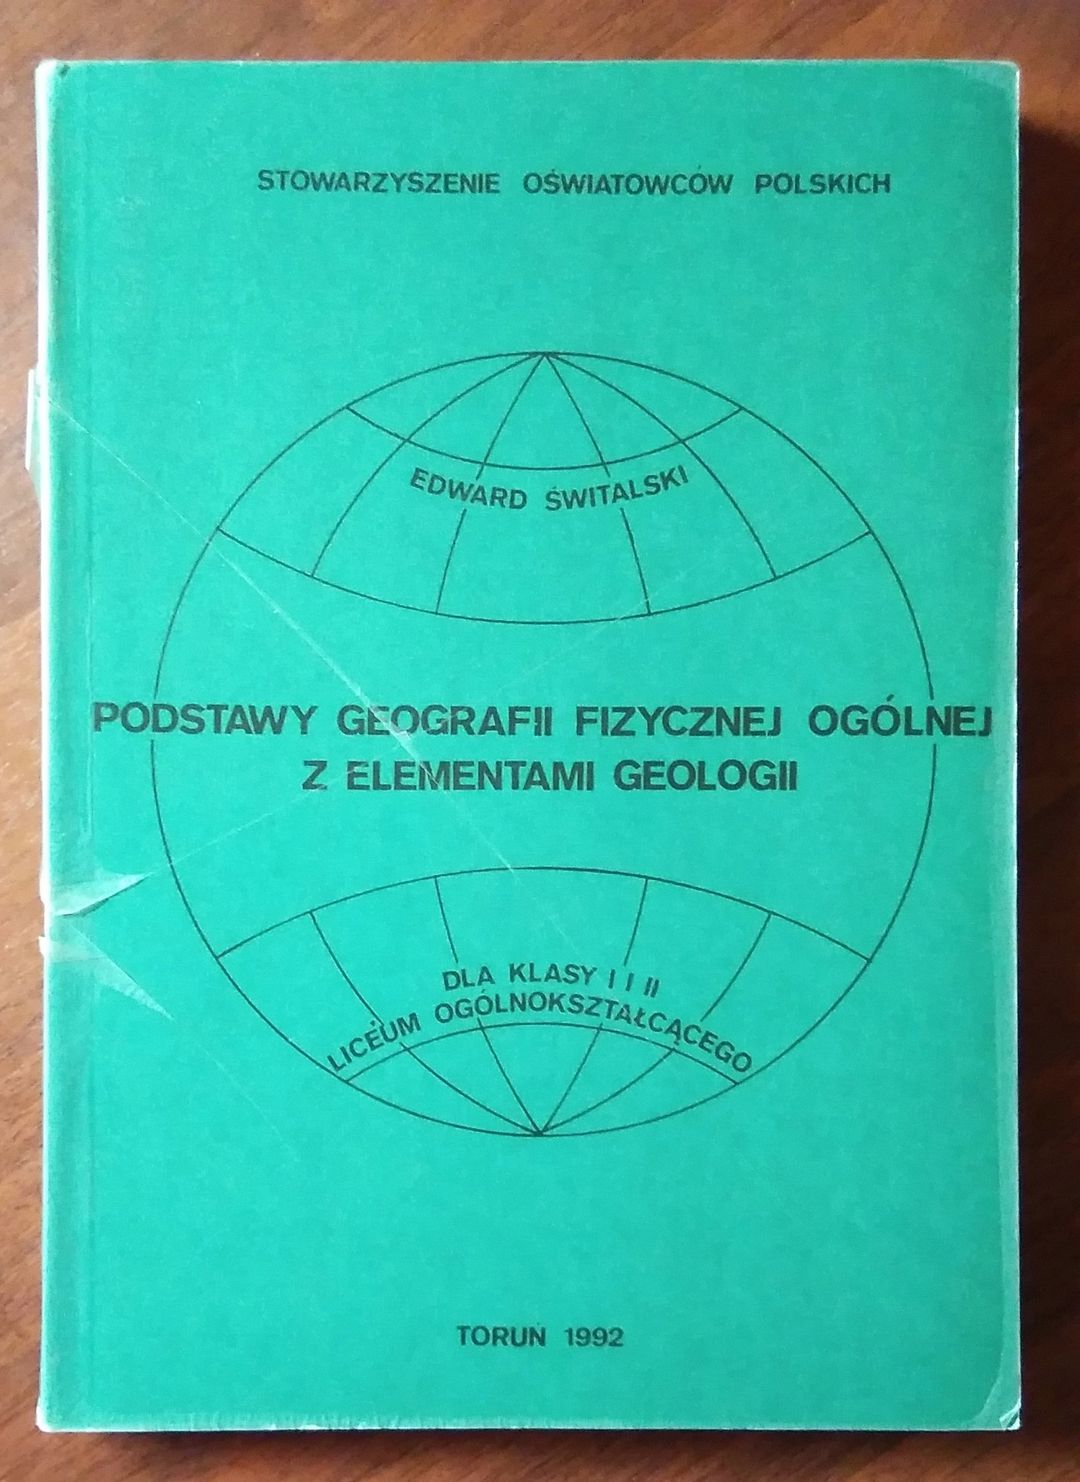 STOWARZYSZENIE OŚWIATOWCÓW POLSKICH
EDWARD ŚWITALSKI
PODSTAWY GEOGRAFII FIZYCZNEJ OGÓLNEJ
Z ELEMENTAMI GEOLOGII
DLA KLASY I I II
LICEUM OGÓLNOKSZTAŁCĄCEGO
TORUŃ 1992